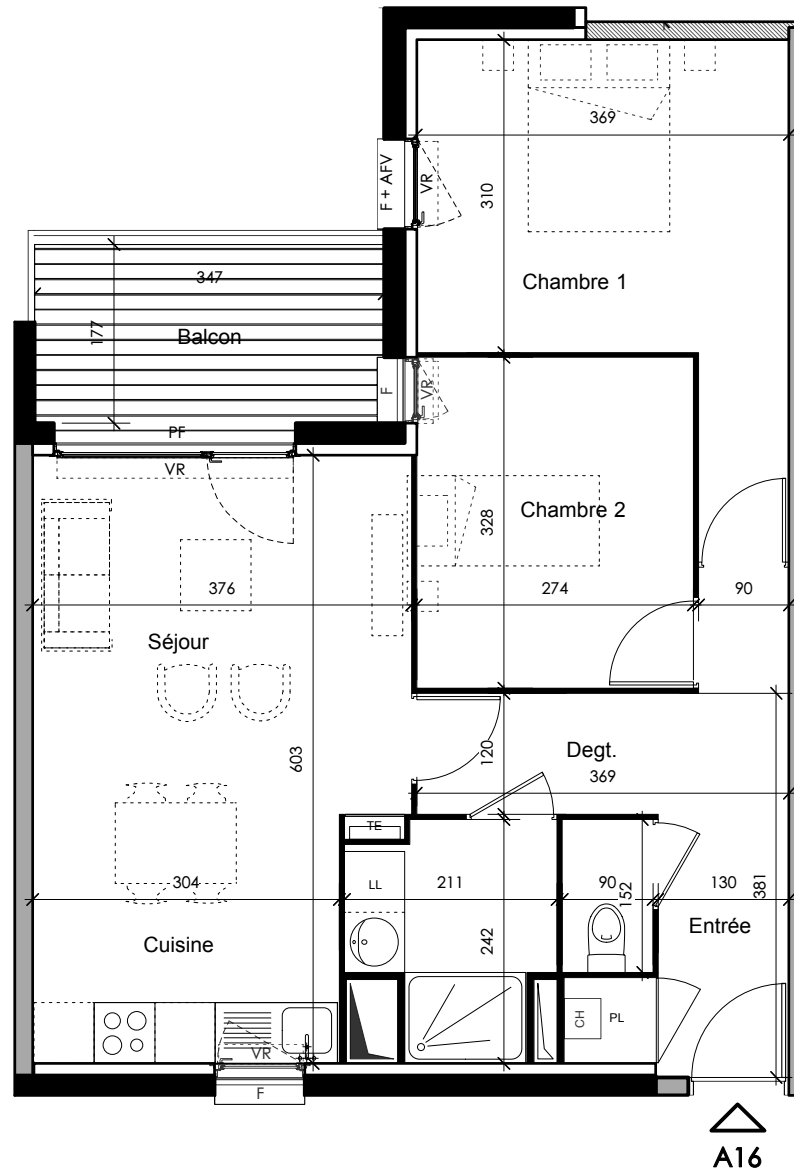 369
F + AFV
VR
310
Chambre 1
347
177
Balcon
F
VR
PF
VR
Chambre 2
328
376
274
90
Séjour
603
120
Degt.
369
TE
304
LL
211
90
152
130
381
Cuisine
242
Entrée
CH
PL
VR
F
A16